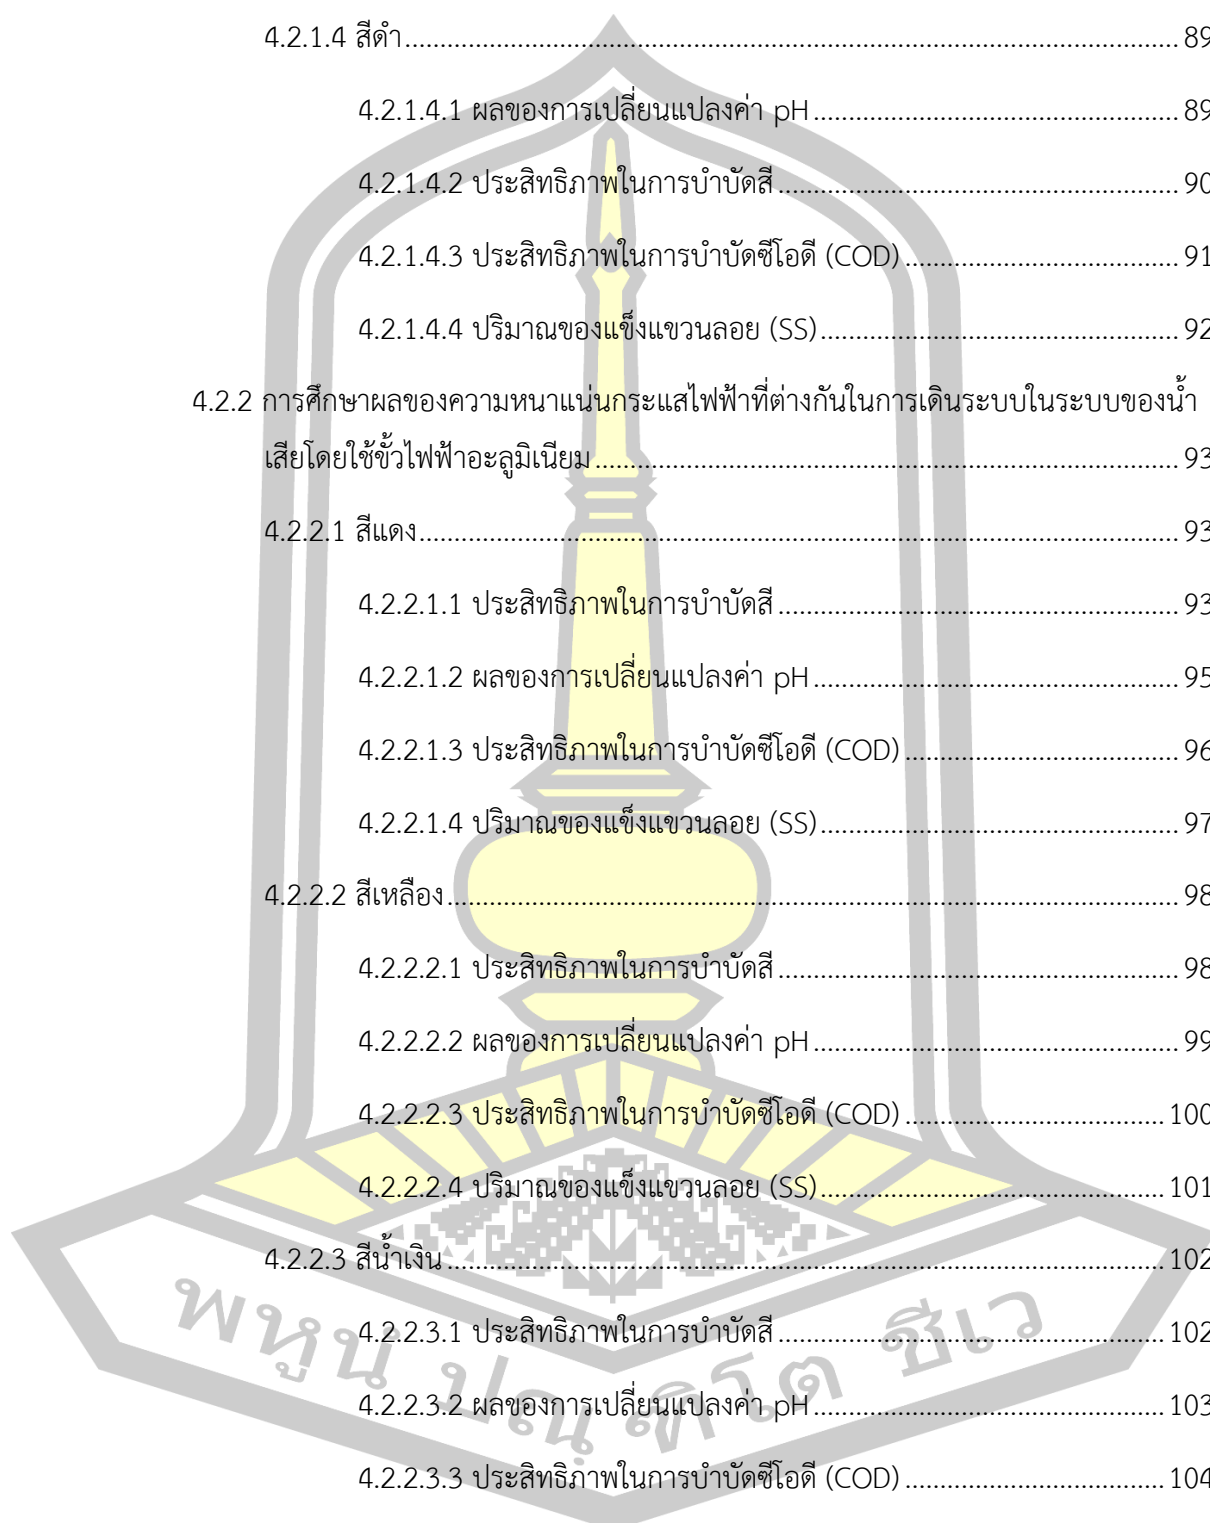 4.2.1.4 สีดำ.......................................................................................................... 89
4.2.1.4.1 ผลของการเปลี่ยนแปลงค่า pH................................................... 89
4.2.1.4.2 ประสิทธิภาพในการบำบัดสี........................................................ 90
4.2.1.4.3 ประสิทธิภาพในการบำบัดซีโอดี (COD)...................................... 91
4.2.1.4.4 ปริมาณของแข็งแขวนลอย (SS).................................................. 92
4.2.2 การศึกษาผลของความหนาแน่นกระแสไฟฟ้าที่ต่างกันในการเดินระบบในระบบของน้ำ
เสียโดยใช้ขั้วไฟฟ้าอะลูมิเนียม................................................................................ 93
4.2.2.1 สีแดง......................................................................................................... 93
4.2.2.1.1 ประสิทธิภาพในการบำบัดสี........................................................ 93
4.2.2.1.2 ผลของการเปลี่ยนแปลงค่า pH................................................... 95
4.2.2.1.3 ประสิทธิภาพในการบำบัดซีโอดี (COD)...................................... 96
4.2.2.1.4 ปริมาณของแข็งแขวนลอย (SS).................................................. 97
4.2.2.2 สีเหลือง..................................................................................................... 98
4.2.2.2.1 ประสิทธิภาพในการบำบัดสี........................................................ 98
4.2.2.2.2 ผลของการเปลี่ยนแปลงค่า pH................................................... 99
4.2.2.2.3 ประสิทธิภาพในการบำบัดซีโอดี (COD).................................... 100
4.2.2.2.4 ปริมาณของแข็งแขวนลอย (SS)................................................ 101
4.2.2.3 สีน้ำเงิน................................................................................................... 102
4.2.2.3.1 ประสิทธิภาพในการบำบัดสี...................................................... 102
4.2.2.3.2 ผลของการเปลี่ยนแปลงค่า pH................................................. 103
4.2.2.3.3 ประสิทธิภาพในการบำบัดซีโอดี (COD).................................... 104
พหูนํ ปณฺฑิโต ชีเว